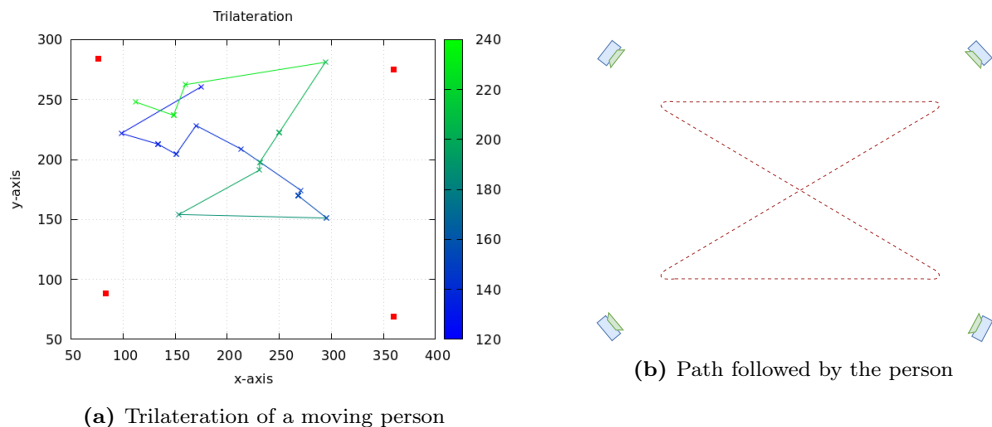 Trilateration
300
250
200
150
100
50
50 100 150 200 250 300 350 400
y-axis
x-axis
240
220
200
180
160
140
120
(a) Trilateration of a moving person
(b) Path followed by the person